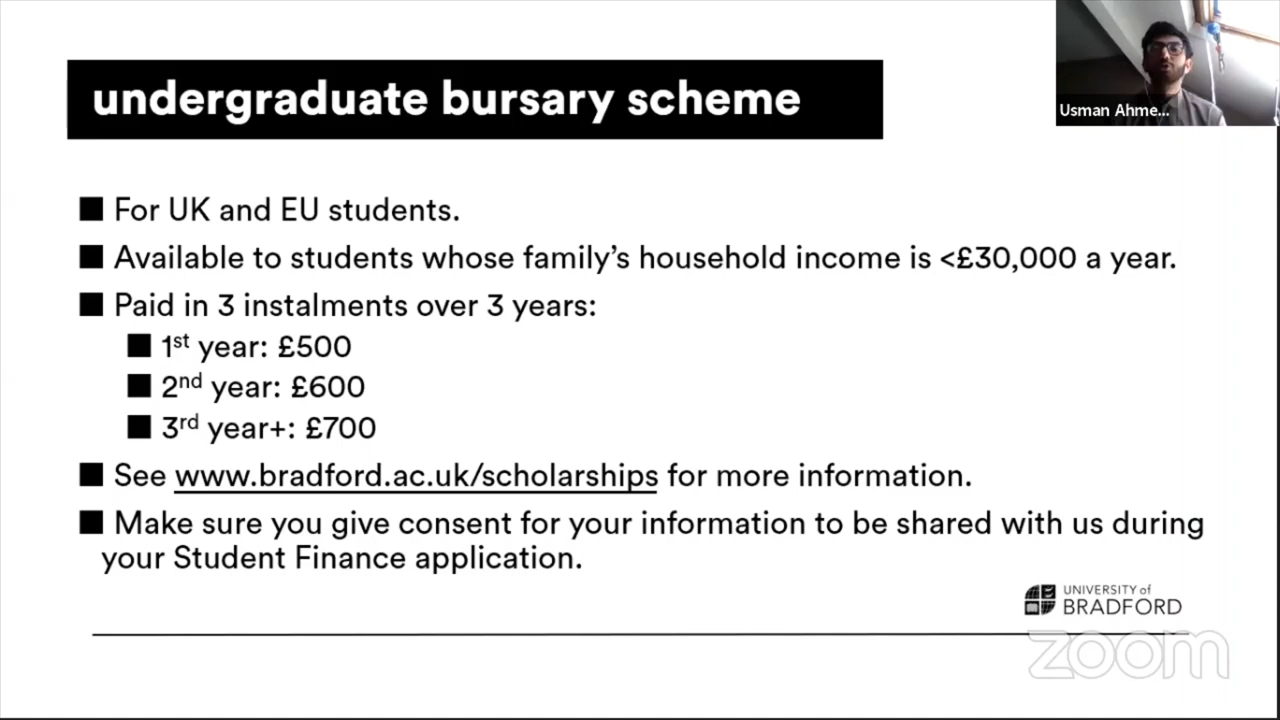 undergraduate bursary scheme
Usman Ahme...
For UK and EU students.
Available to students whose family’s household income is <£30,000 a year.
Paid in 3 instalments over 3 years:
1st year: £500
2nd year: £600
3rd year+: £700
See www.bradford.ac.uk/scholarships for more information.
Make sure you give consent for your information to be shared with us during
your Student Finance application.
UNIVERSITY of
BRADFORD
zoom